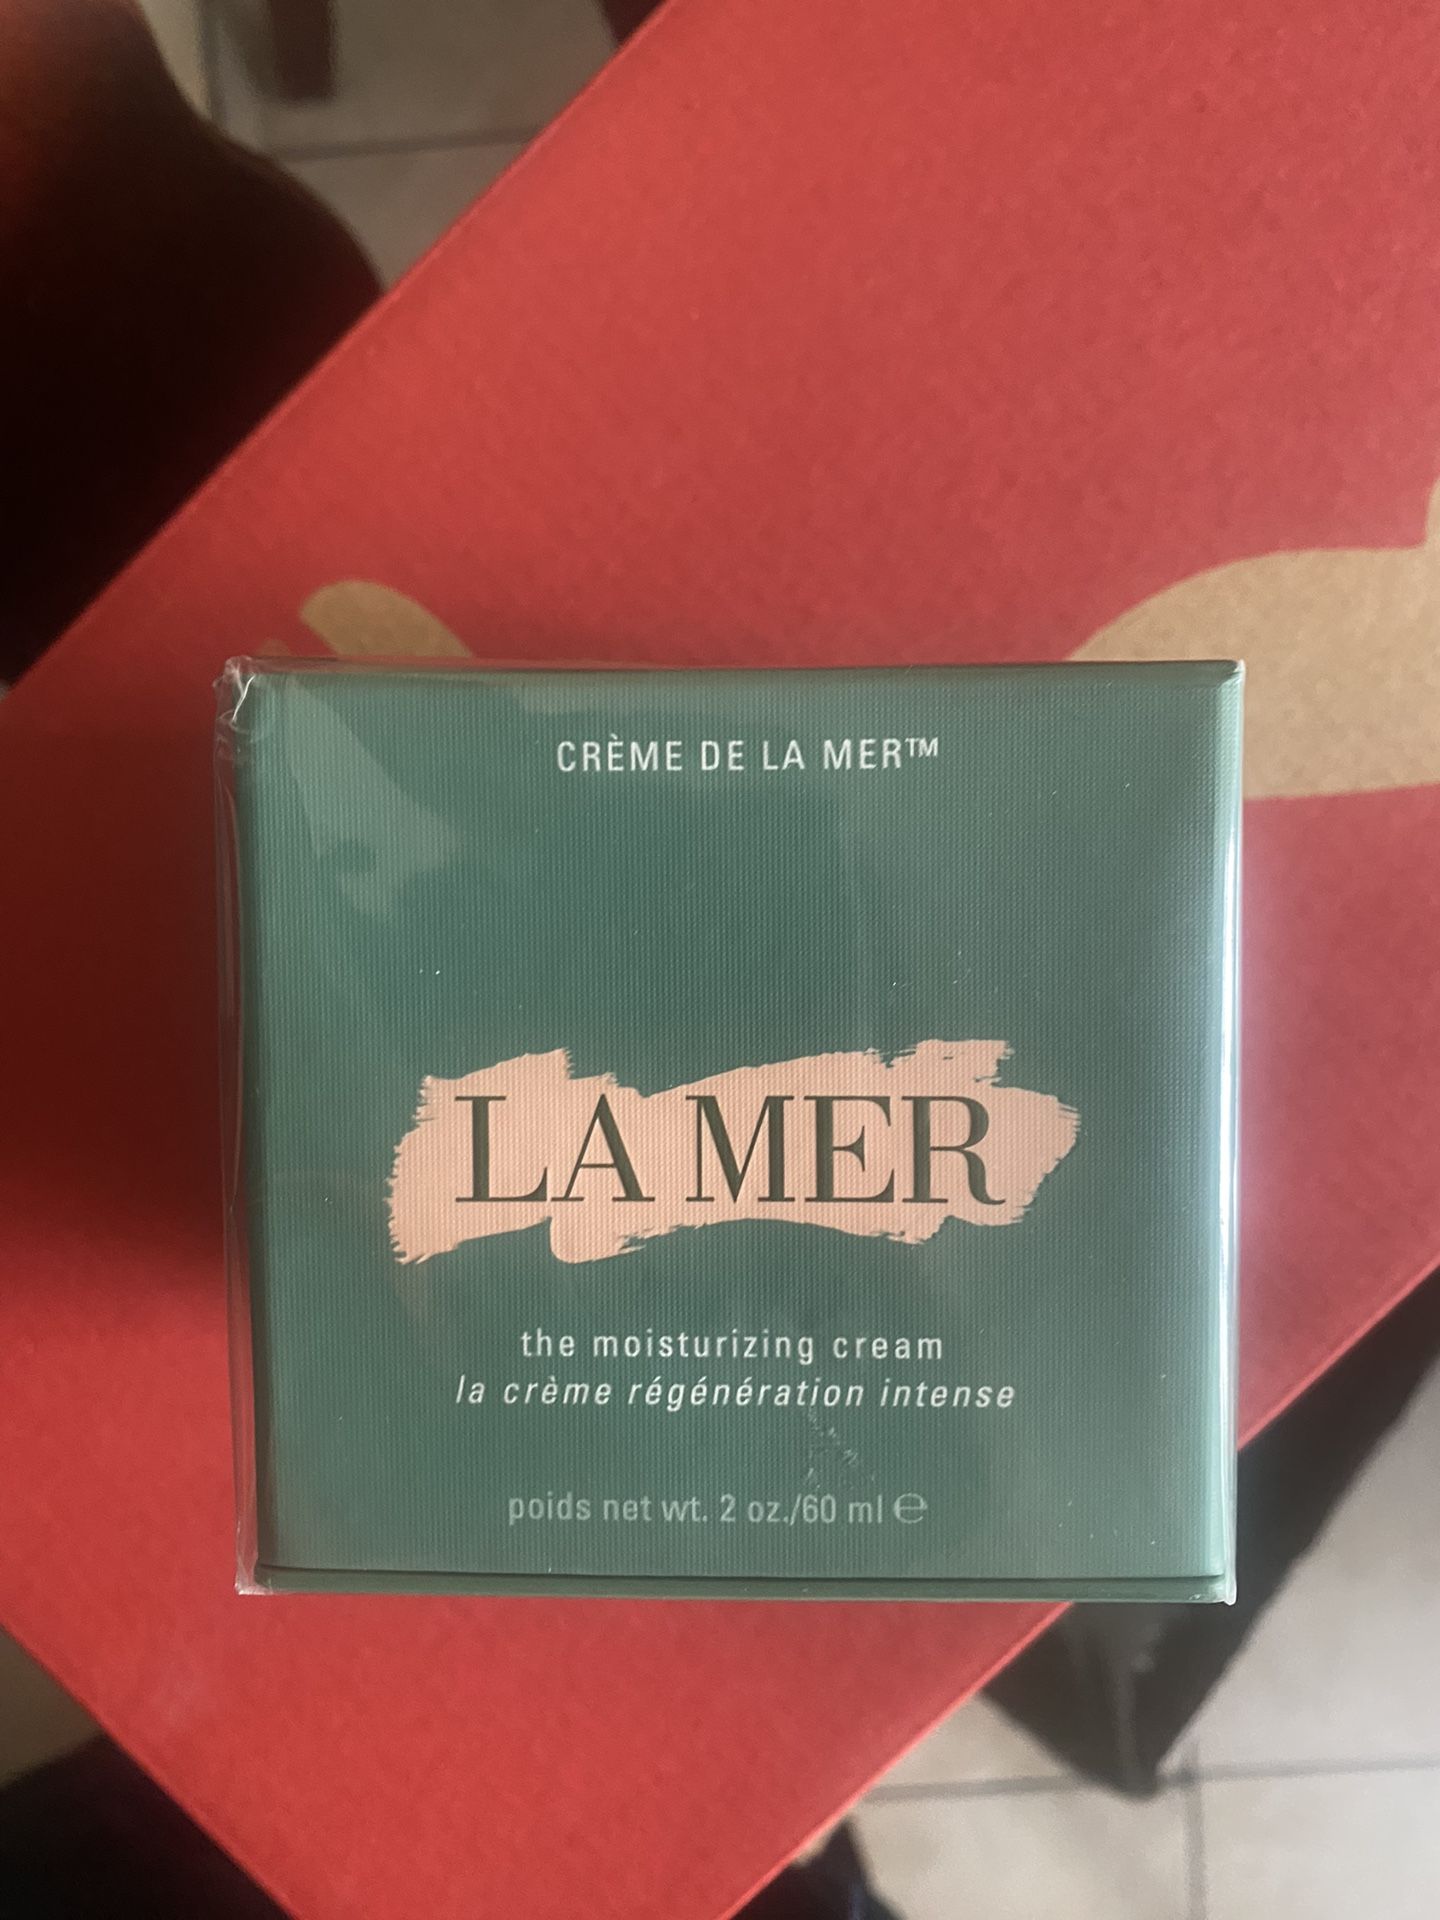 CRÈME DE LA MER™
LA MER
the moisturizing cream
la crème régénération intense
poids net wt. 2 oz./60 ml ℮